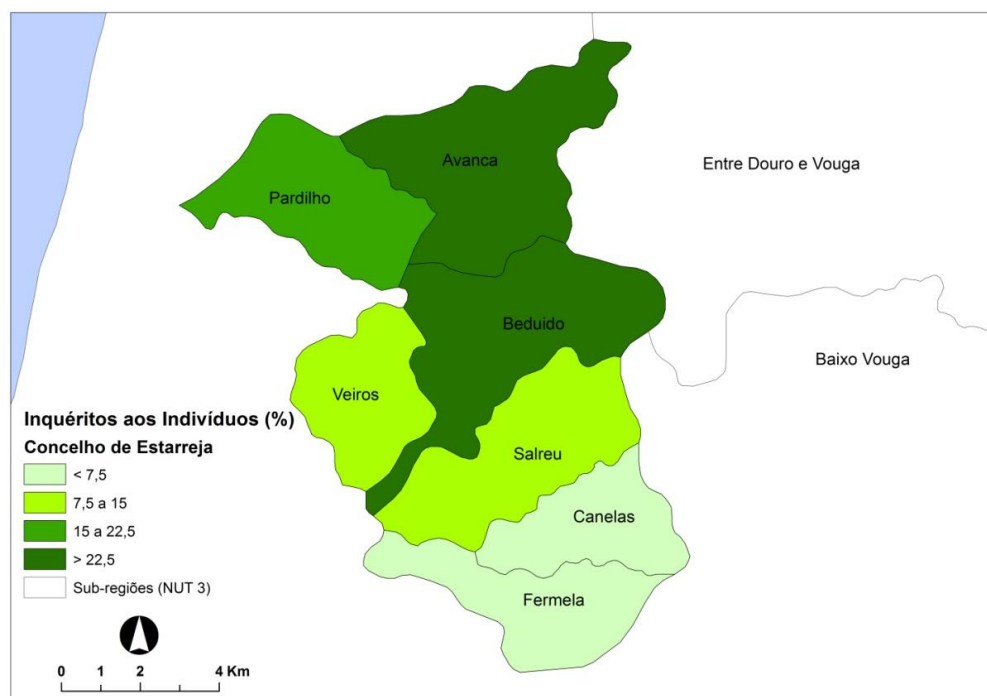 Avanca
Entre Douro e Vouga
Pardilho
Beduido
Baixo Vouga
Veiros
Salreu
Canelas
Fermela
Inquéritos aos Indivíduos (%)
Concelho de Estarreja
< 7,5
7,5 a 15
15 a 22,5
> 22,5
Sub-regiões (NUT 3)
0 1 2 4 Km